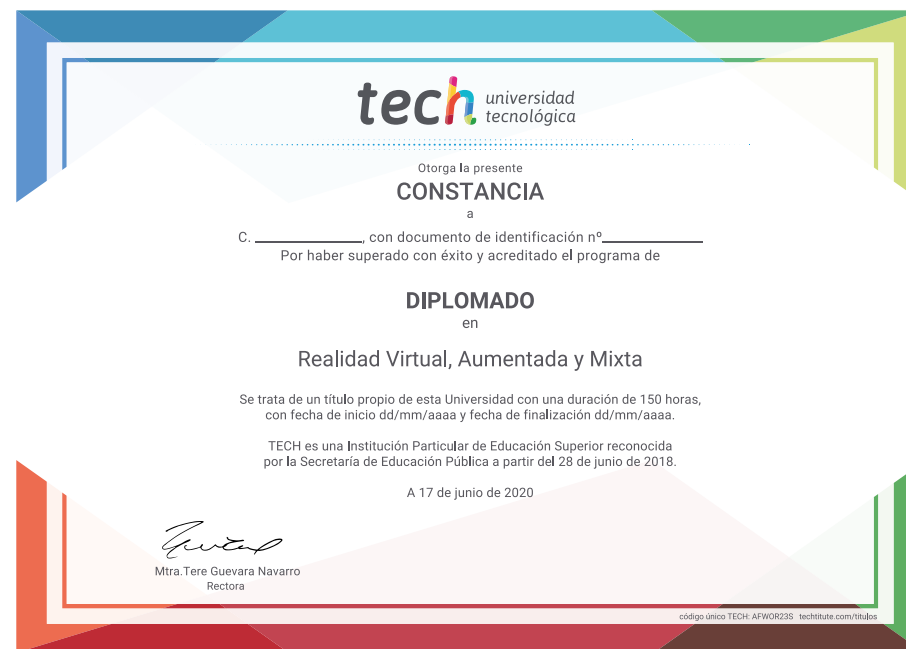 tech universidad
tecnológica
Otorga la presente
CONSTANCIA
a
C. ____________, con documento de identificación nº____________
Por haber superado con éxito y acreditado el programa de
DIPLOMADO
en
Realidad Virtual, Aumentada y Mixta
Se trata de un título propio de esta Universidad con una duración de 150 horas,
con fecha de inicio dd/mm/aaaa y fecha de finalización dd/mm/aaaa.
TECH es una Institución Particular de Educación Superior reconocida
por la Secretaría de Educación Pública a partir del 28 de junio de 2018.
A 17 de junio de 2020
Mtra.Tere Guevara Navarro
Rectora
código único TECH: AFWOR23S techtitute.com/titulos